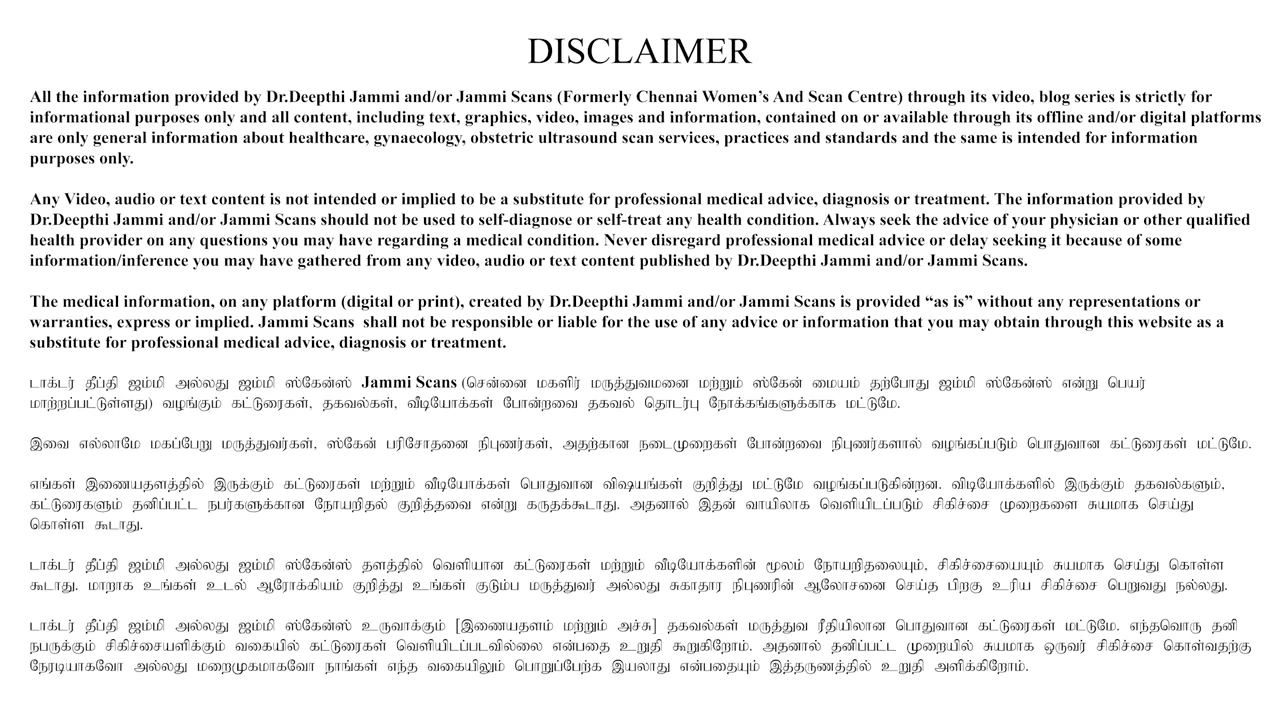 DISCLAIMER
All the information provided by Dr.Deepthi Jammi and/or Jammi Scans (Formerly Chennai Women’s And Scan Centre) through its video, blog series is strictly for
informational purposes only and all content, including text, graphics, video, images and information, contained on or available through its offline and/or digital platforms
are only general information about healthcare, gynaecology, obstetric ultrasound scan services, practices and standards and the same is intended for information
purposes only.
Any Video, audio or text content is not intended or implied to be a substitute for professional medical advice, diagnosis or treatment. The information provided by
Dr.Deepthi Jammi and/or Jammi Scans should not be used to self-diagnose or self-treat any health condition. Always seek the advice of your physician or other qualified
health provider on any questions you may have regarding a medical condition. Never disregard professional medical advice or delay seeking it because of some
information/inference you may have gathered from any video, audio or text content published by Dr.Deepthi Jammi and/or Jammi Scans.
The medical information, on any platform (digital or print), created by Dr.Deepthi Jammi and/or Jammi Scans is provided “as is” without any representations or
warranties, express or implied. Jammi Scans  shall not be responsible or liable for the use of any advice or information that you may obtain through this website as a
substitute for professional medical advice, diagnosis or treatment.
டாக்டர் தீப்தி ஜம்மி அல்லது ஜம்மி ஸ்கேன்ஸ் Jammi Scans (சென்னை மகளிர் மருத்துவமனை மற்றும் ஸ்கேன் மையம் தற்போது ஜம்மி ஸ்கேன்ஸ் என்று பெயர்
மாற்றப்பட்டுள்ளது) வழங்கும் கட்டுரைகள், தகவல்கள், வீடியோக்கள் போன்றவை தகவல் தொடர்பு நோக்கங்களுக்காக மட்டுமே.
இவை எல்லாமே மகப்பேறு மருத்துவர்கள், ஸ்கேன் பரிசோதனை நிபுணர்கள், அதற்கான நடைமுறைகள் போன்றவை நிபுணர்களால் வழங்கப்படும் பொதுவான கட்டுரைகள் மட்டுமே.
எங்கள் இணையதளத்தில் இருக்கும் கட்டுரைகள் மற்றும் வீடியோக்கள் பொதுவான விஷயங்கள் குறித்து மட்டுமே வழங்கப்படுகின்றன. விடியோக்களில் இருக்கும் தகவல்களும்,
கட்டுரைகளும் தனிப்பட்ட நபர்களுக்கான நோயறிதல் குறித்தவை என்று கருதக்கூடாது. அதனால் இதன் வாயிலாக வெளியிடப்படும் சிகிச்சை முறைகளை சுயமாக செய்து
கொள்ள கூடாது.
டாக்டர் தீப்தி ஜம்மி அல்லது ஜம்மி ஸ்கேன்ஸ் தளத்தில் வெளியான கட்டுரைகள் மற்றும் வீடியோக்களின் மூலம் நோயறிதலையும், சிகிச்சையையும் சுயமாக செய்து கொள்ள
கூடாது. மாறாக உங்கள் உடல் ஆரோக்கியம் குறித்து உங்கள் குடும்ப மருத்துவர் அல்லது சுகாதார நிபுணரின் ஆலோசனை செய்த பிறகு உரிய சிகிச்சை பெறுவது நல்லது.
டாக்டர் தீப்தி ஜம்மி அல்லது ஜம்மி ஸ்கேன்ஸ் உருவாக்கும் [இணையதளம் மற்றும் அச்சு] தகவல்கள் மருத்துவ ரீதியிலான பொதுவான கட்டுரைகள் மட்டுமே. எந்தவொரு தனி
நபருக்கும் சிகிச்சையளிக்கும் வகையில் கட்டுரைகள் வெளியிடப்படவில்லை என்பதை உறுதி கூறுகிறோம். அதனால் தனிப்பட்ட முறையில் சுயமாக ஒருவர் சிகிச்சை கொள்வதற்கு
நேரடியாகவோ அல்லது மறைமுகமாகவோ நாங்கள் எந்த வகையிலும் பொறுப்பேற்க இயலாது என்பதையும் இத்தருணத்தில் உறுதி அளிக்கிறோம்.